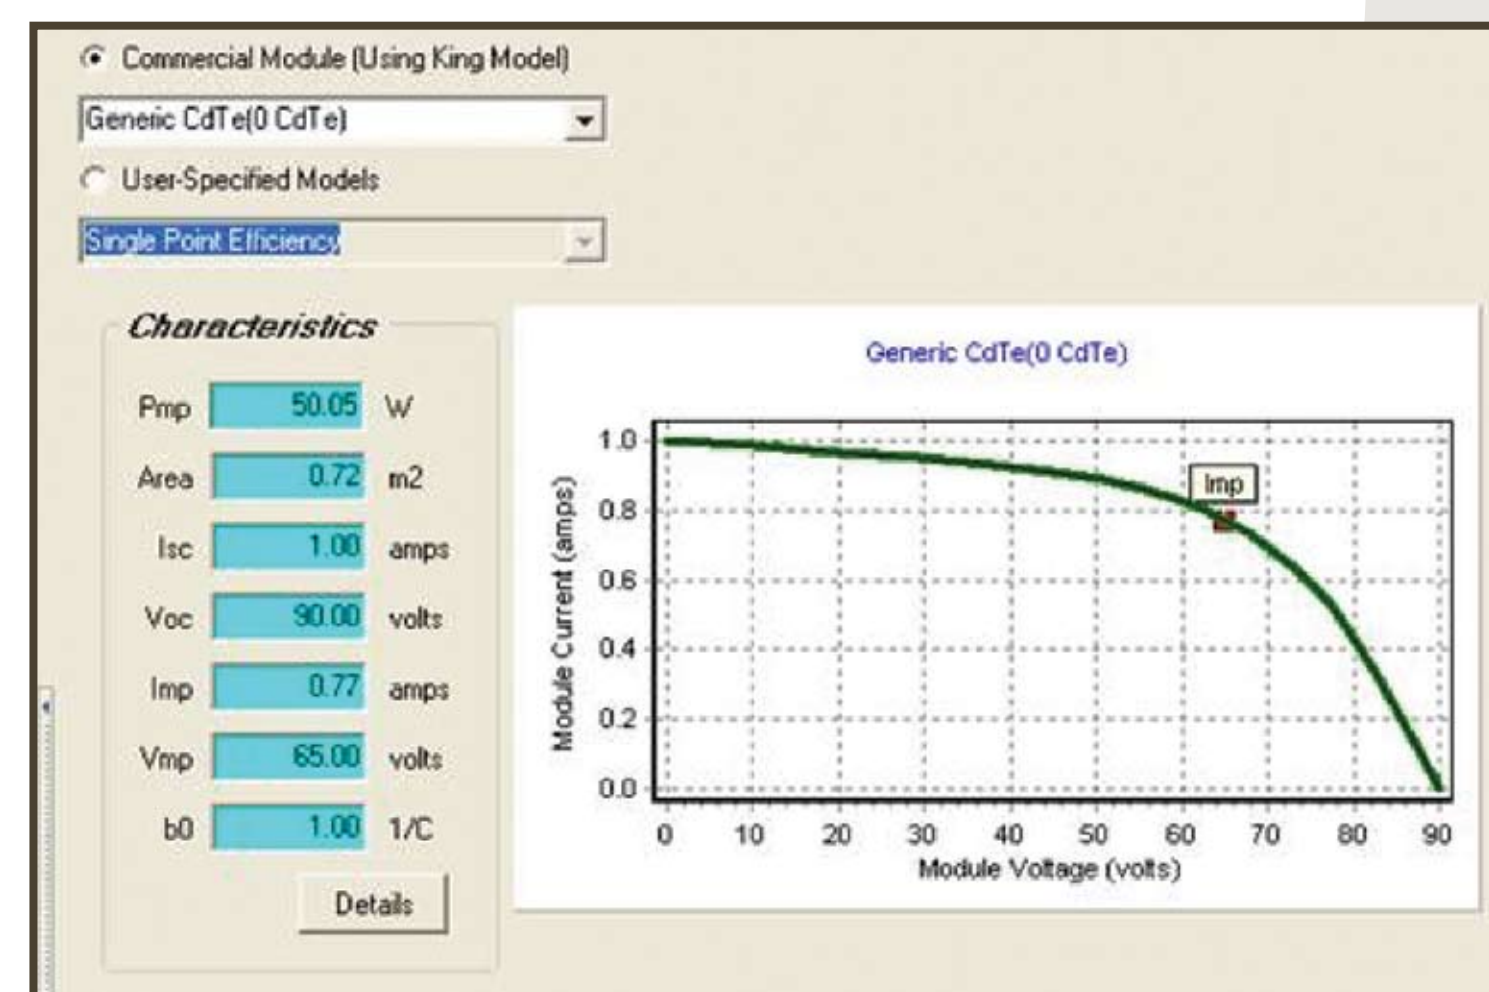 Commercial Module (Using King Model)
Generic CdTe(0 CdTe)
User-Specified Models
Single Point Efficiency
Characteristics
Pmp 50.05 W
Area 0.72 m2
Isc 1.00 amps
Voc 90.00 volts
Imp 0.77 amps
Vmp 65.00 volts
b0 1.00 1/C
Details
Generic CdTe(0 CdTe)
Module Current (amps)
1.0
0.8
0.6
0.4
0.2
0.0
Imp
0 10 20 30 40 50 60 70 80 90
Module Voltage (volts)